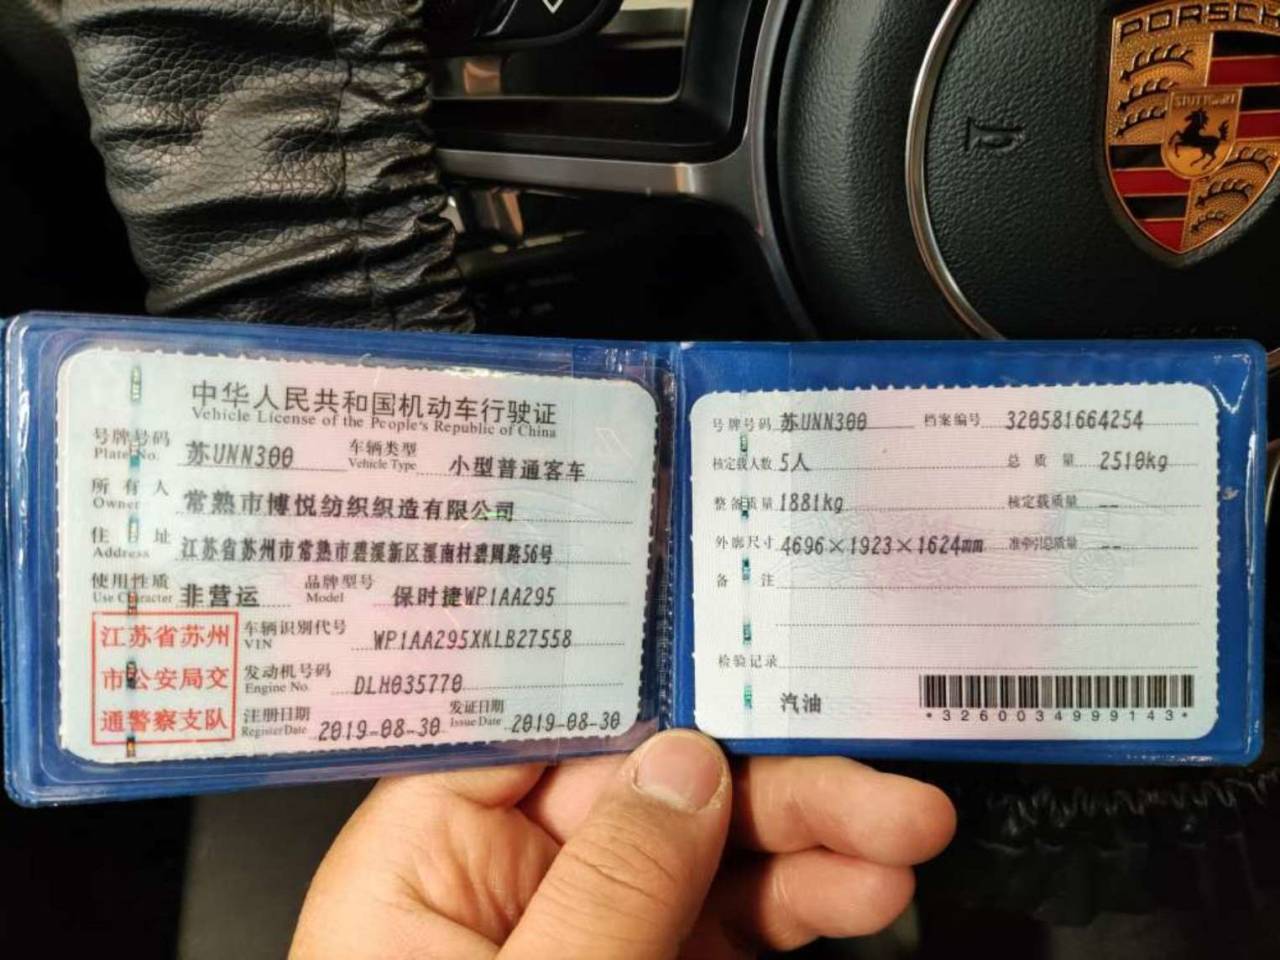 PORSCHE
STUTTGART
中华人民共和国机动车行驶证
Vehicle License of the People's Republic of China
号牌号码 苏UNN300 车辆类型 小型普通客车
Plate No. Vehicle Type
所有人 常熟市博悦纺织织造有限公司
Owner
住址 江苏省苏州市常熟市碧溪新区溪南村碧周路56号
Address
使用性质 非营运 品牌型号 保时捷WP1AA295
Use Character Model
江苏省苏州
市公安局交
通警察支队
车辆识别代号 WP1AA295XKLB27558
VIN
发动机号码 DLH035770
Engine No.
注册日期 2019-08-30 发证日期 2019-08-30
Register Date Issue Date
号牌号码 苏UNN300 档案编号 320581664254
核定载人数 5人 总质量 2510kg
整备质量 1881kg 核定载质量 --
外廓尺寸 4696×1923×1624mm 准牵引总质量 --
备注
检验记录
汽油
*3260034999143*